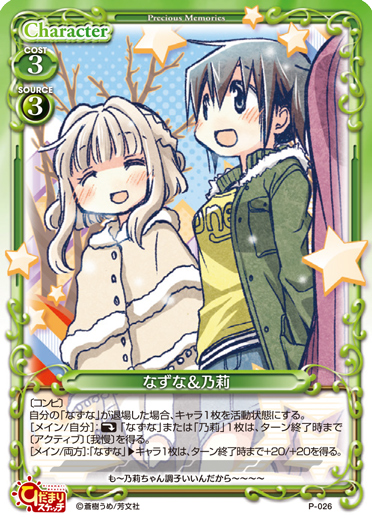 Precious Memories
Character
COST
3
SOURCE
3
one
なずな&乃莉
[コンビ]
自分の「なずな」が退場した場合、キャラ1枚を活動状態にする。
[メイン/自分]:「なずな」または「乃莉」1枚は、ターン終了時まで
[アクティブ][我慢]を得る。
[メイン/両方]:「なずな」▶キャラ1枚は、ターン終了時まで+20/+20を得る。
も~乃莉ちゃん調子いいんだから~~~~
ひだまりスケッチ
©蒼樹うめ/芳文社
P-026